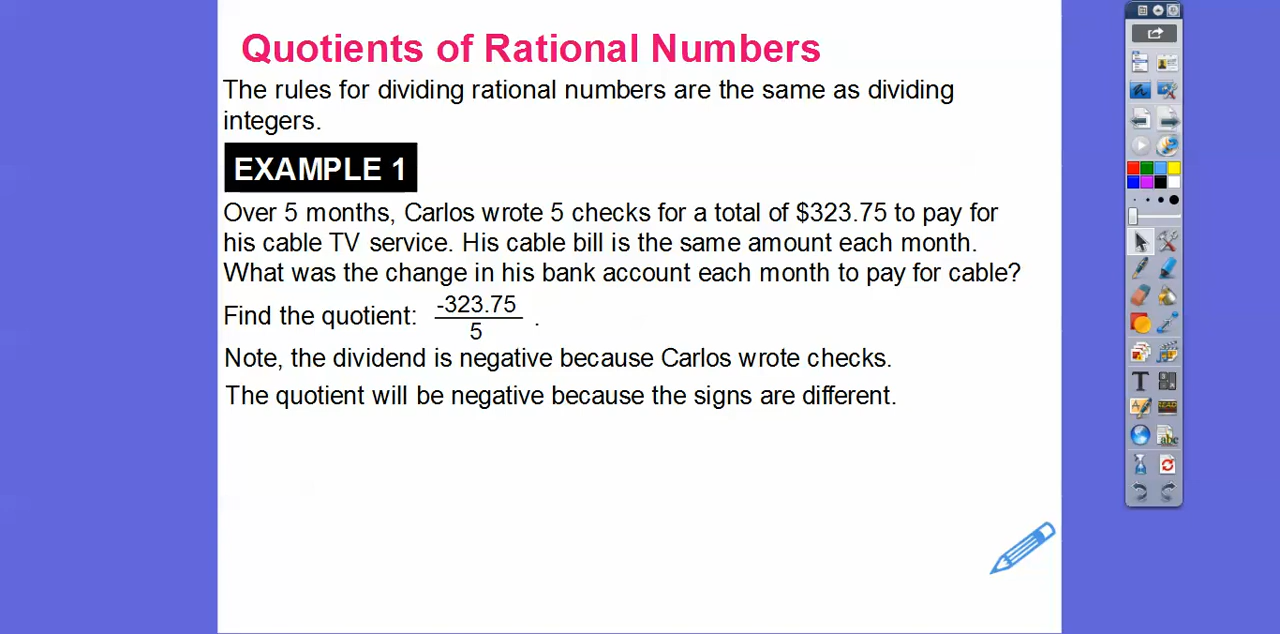 Quotients of Rational Numbers
The rules for dividing rational numbers are the same as dividing
integers.
EXAMPLE 1
Over 5 months, Carlos wrote 5 checks for a total of $323.75 to pay for
his cable TV service. His cable bill is the same amount each month.
What was the change in his bank account each month to pay for cable?
Find the quotient: -323.75
5 .
Note, the dividend is negative because Carlos wrote checks.
The quotient will be negative because the signs are different.